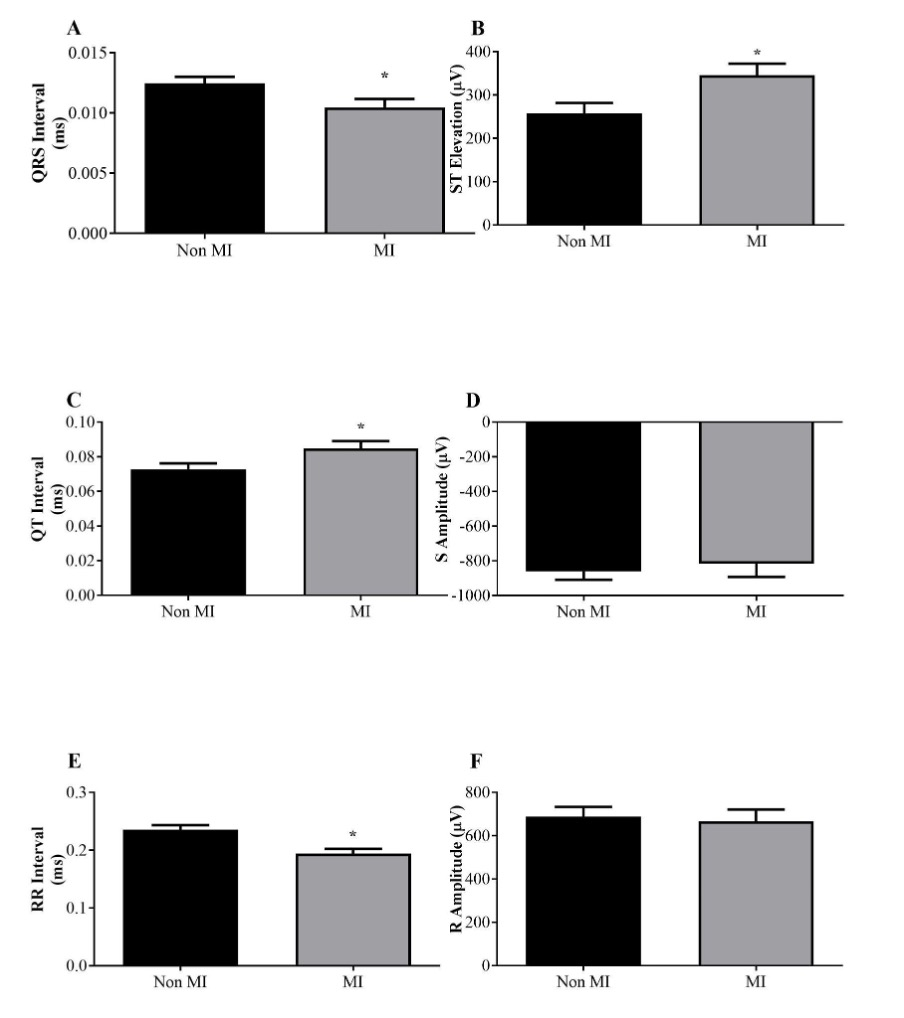 A
QRS Interval
(ms)
0.015
0.010
0.005
0.000
*
Non MI
MI
B
ST Elevation (μV)
400
300
200
100
0
*
Non MI
MI
C
QT Interval
(ms)
0.10
0.08
0.06
0.04
0.02
0.00
*
Non MI
MI
D
S Amplitude (μV)
0
-200
-400
-600
-800
-1000
Non MI
MI
E
RR Interval
(ms)
0.3
0.2
0.1
0.0
*
Non MI
MI
F
R Amplitude (μV)
800
600
400
200
0
Non MI
MI